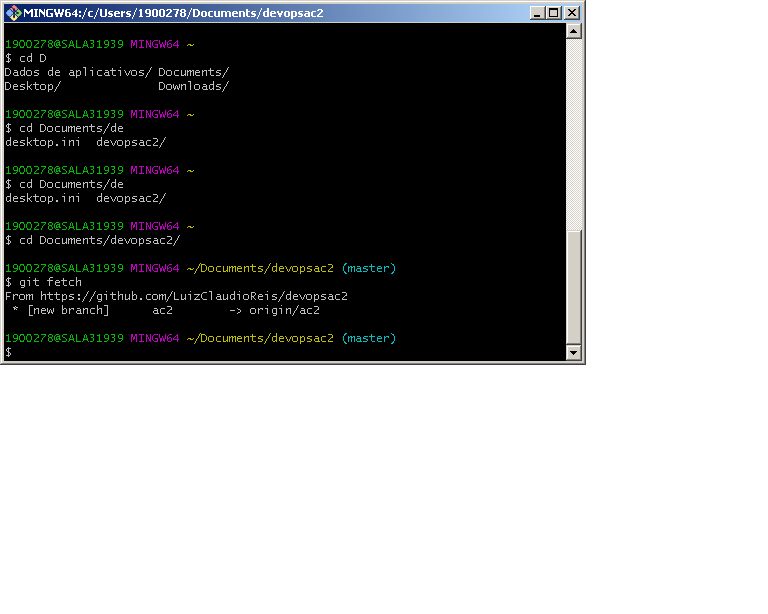 MINGW64:/c/Users/1900278/Documents/devopsac2
1900278@SALA31939 MINGW64 ~
$ cd D
Dados de aplicativos/ Documents/
Desktop/              Downloads/
1900278@SALA31939 MINGW64 ~
$ cd Documents/de
desktop.ini  devopsac2/
1900278@SALA31939 MINGW64 ~
$ cd Documents/de
desktop.ini  devopsac2/
1900278@SALA31939 MINGW64 ~
$ cd Documents/devopsac2/
1900278@SALA31939 MINGW64 ~/Documents/devopsac2 (master)
$ git fetch
From https://github.com/LuizClaudioReis/devopsac2
 * [new branch]      ac2        -> origin/ac2
1900278@SALA31939 MINGW64 ~/Documents/devopsac2 (master)
$